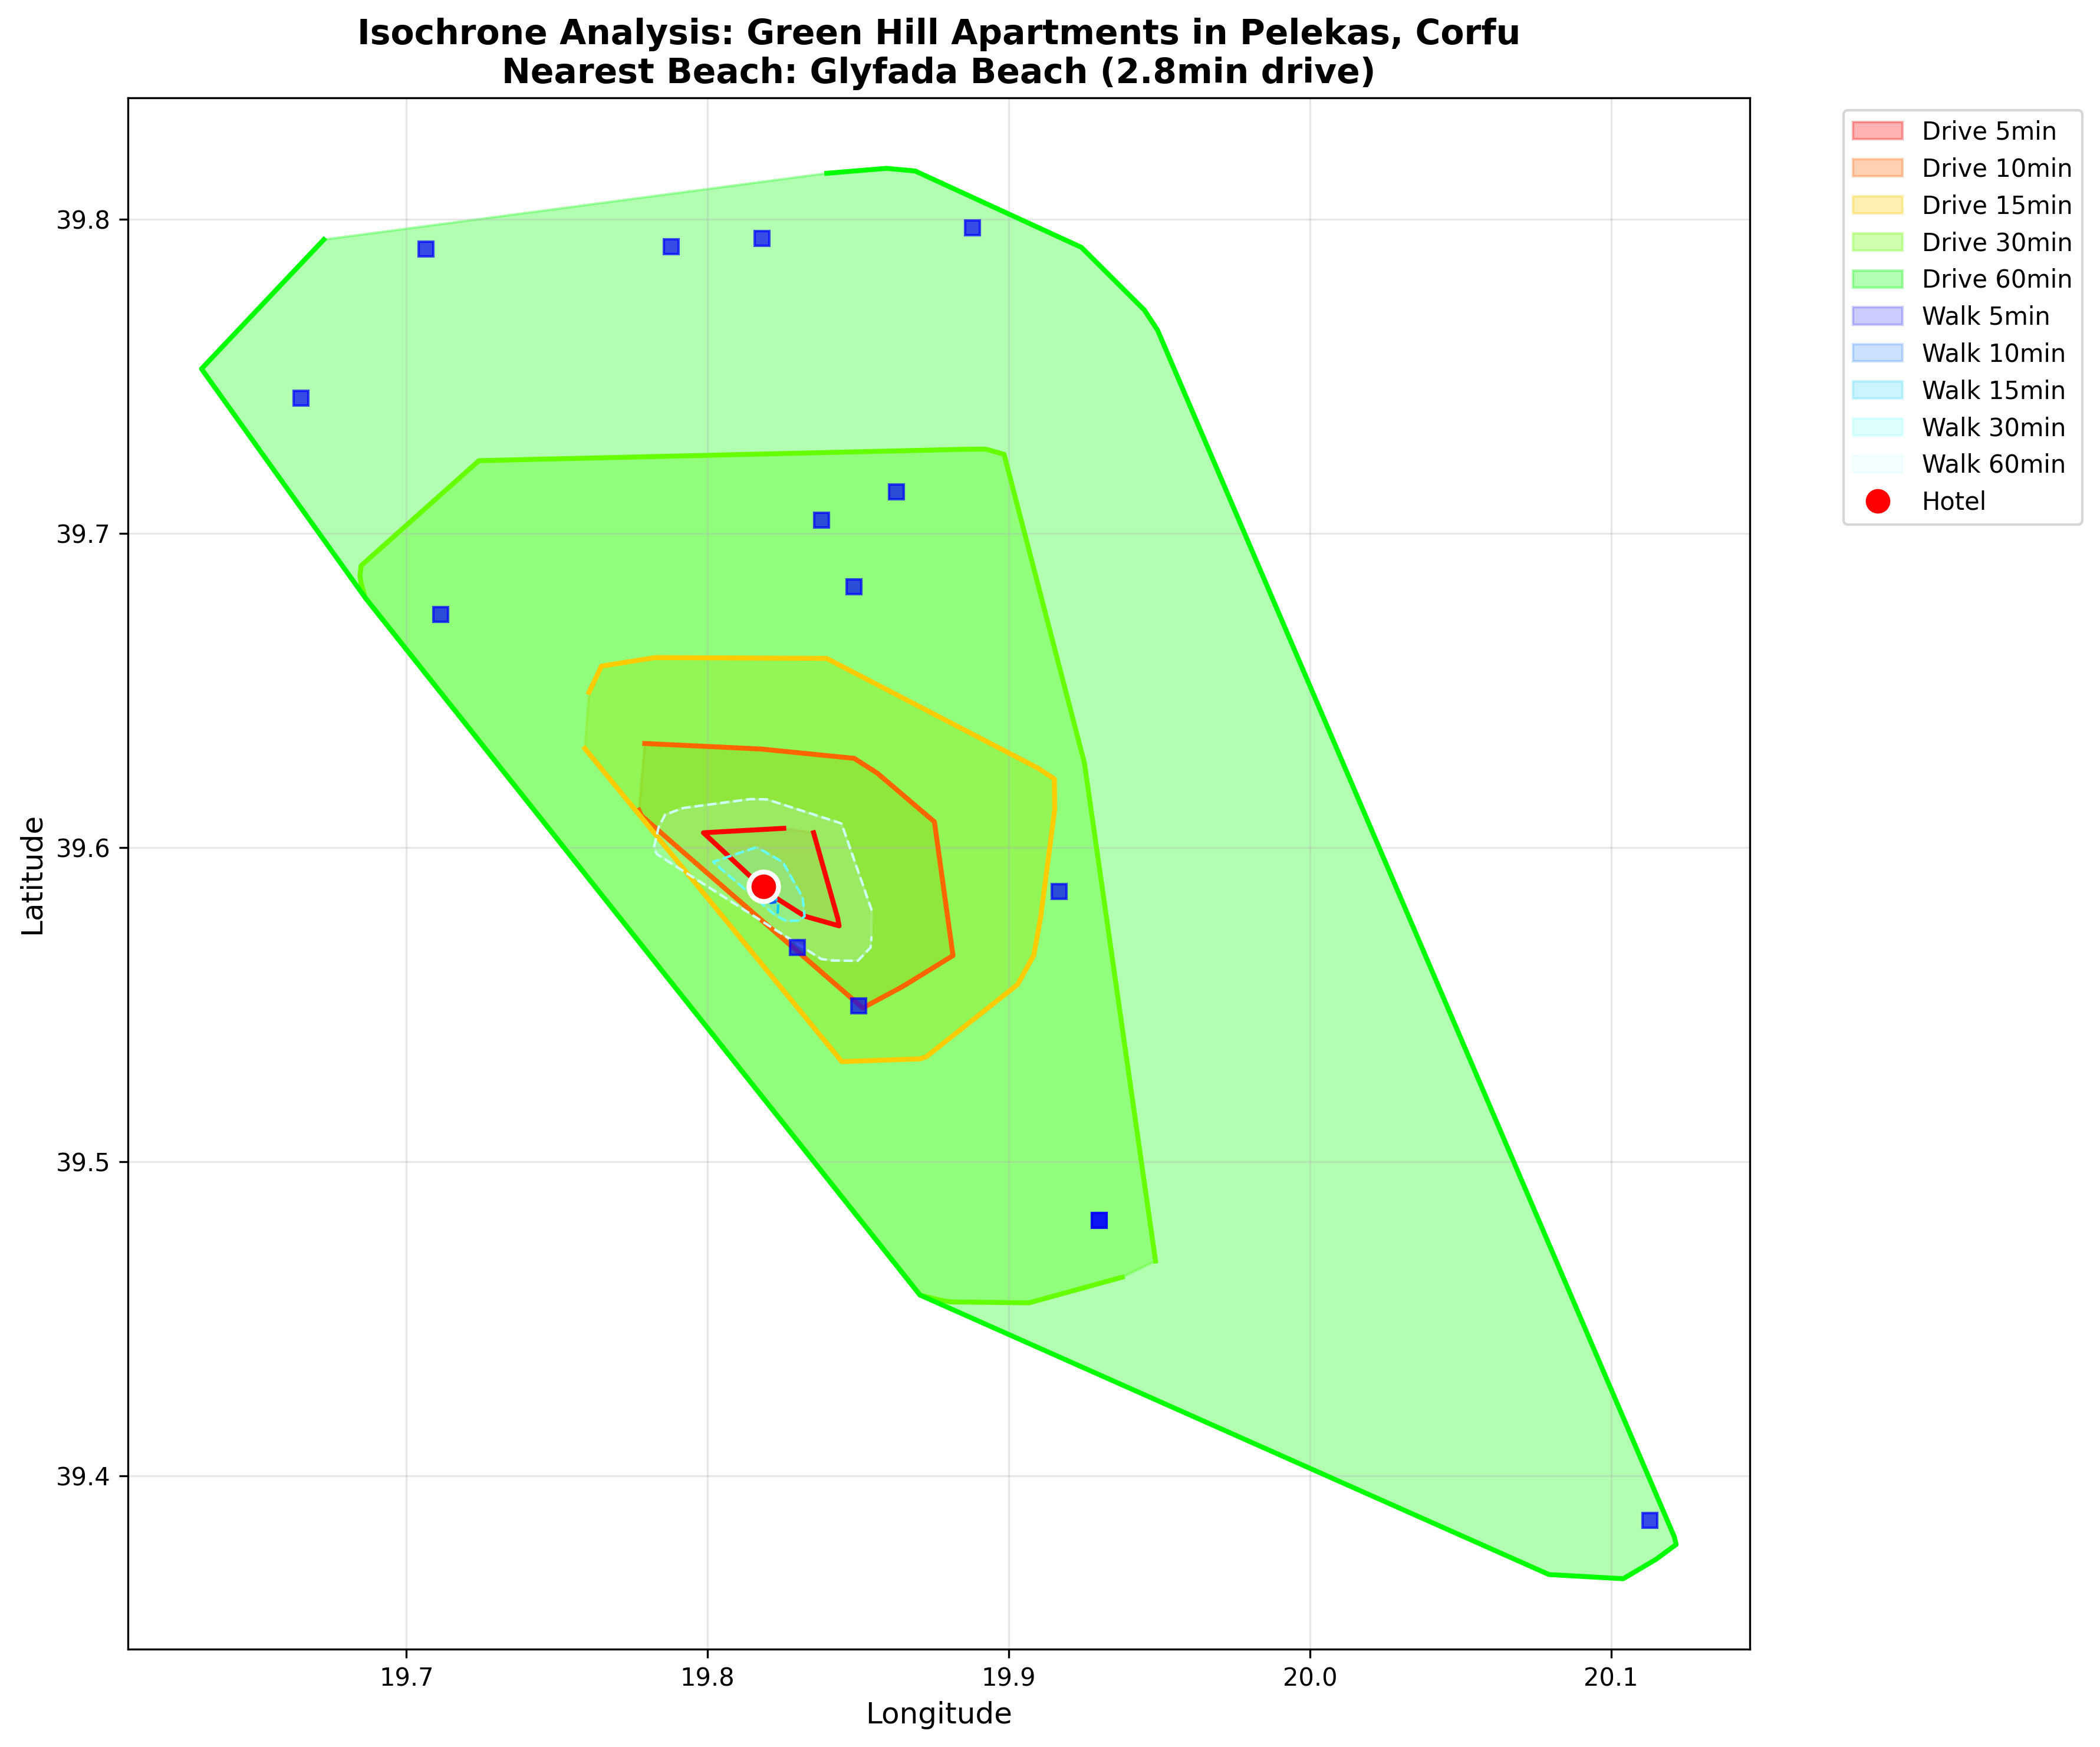 Isochrone Analysis: Green Hill Apartments in Pelekas, Corfu
Nearest Beach: Glyfada Beach (2.8min drive)
Drive 5min
Drive 10min
Drive 15min
Drive 30min
Drive 60min
Walk 5min
Walk 10min
Walk 15min
Walk 30min
Walk 60min
Hotel
Latitude
39.8
39.7
39.6
39.5
39.4
19.7
19.8
19.9
20.0
20.1
Longitude